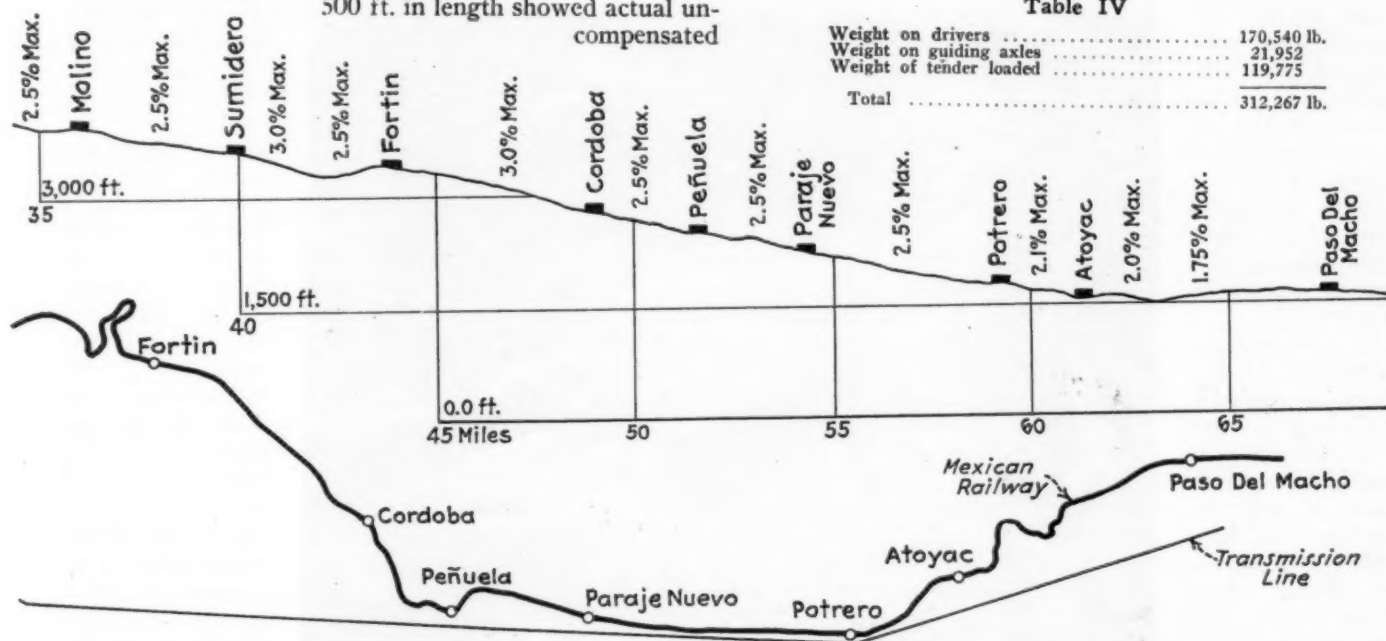 500 ft. in length showed actual un-
compensated
Table IV
Weight on drivers ............ 170,540 lb.
Weight on guiding axles ............ 21,952
Weight of tender loaded ............ 119,775
Total ............ 312,267 lb.
2.5% Max.
Molino
2.5% Max.
Sumidero
3.0% Max.
2.5% Max.
Fortin
3.0% Max.
Cordoba
2.5% Max.
Peñuela
2.5% Max.
Paraje
Nuevo
2.5% Max.
Potrero
2.1% Max.
Atoyac
2.0% Max.
1.75% Max.
Paso Del
Macho
3,000 ft.
35
1,500 ft.
40
0.0 ft.
45 Miles
50
55
60
65
Fortin
Cordoba
Peñuela
Paraje Nuevo
Potrero
Atoyac
Mexican
Railway
Paso Del Macho
Transmission
Line